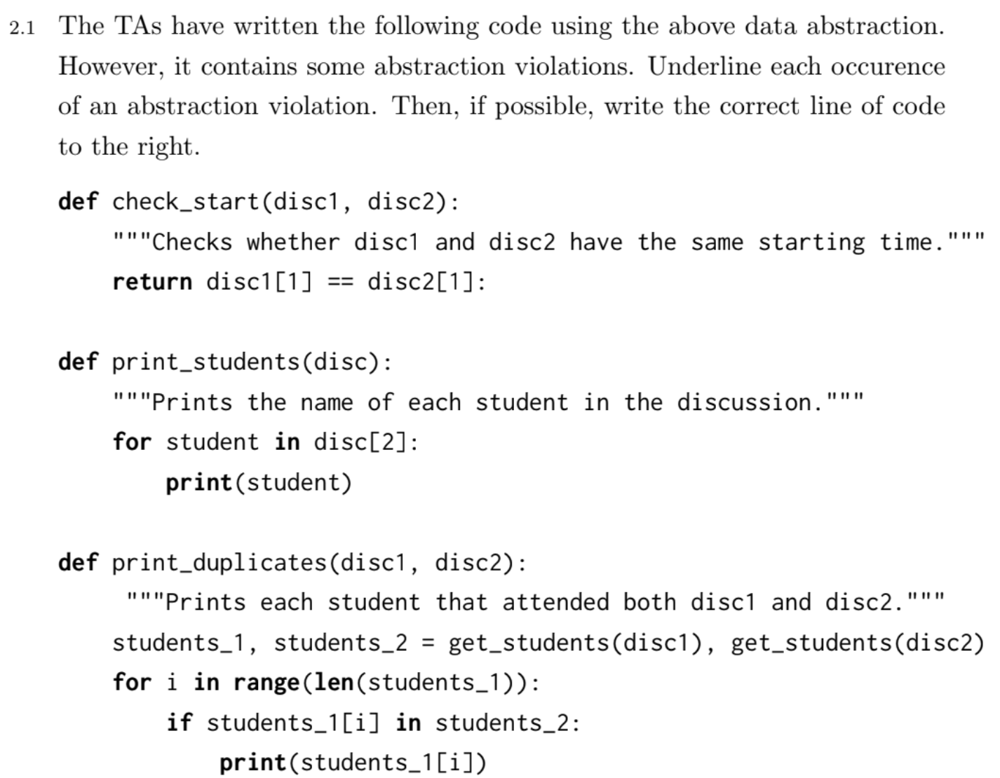 2.1 The TAs have written the following code using the above data abstraction.
However, it contains some abstraction violations. Underline each occurence
of an abstraction violation. Then, if possible, write the correct line of code
to the right.
def check_start(disc1, disc2):
    """Checks whether disc1 and disc2 have the same starting time."""
    return disc1[1] == disc2[1]:
def print_students(disc):
    """Prints the name of each student in the discussion."""
    for student in disc[2]:
        print(student)
def print_duplicates(disc1, disc2):
     """Prints each student that attended both disc1 and disc2."""
    students_1, students_2 = get_students(disc1), get_students(disc2)
    for i in range(len(students_1)):
        if students_1[i] in students_2:
            print(students_1[i])